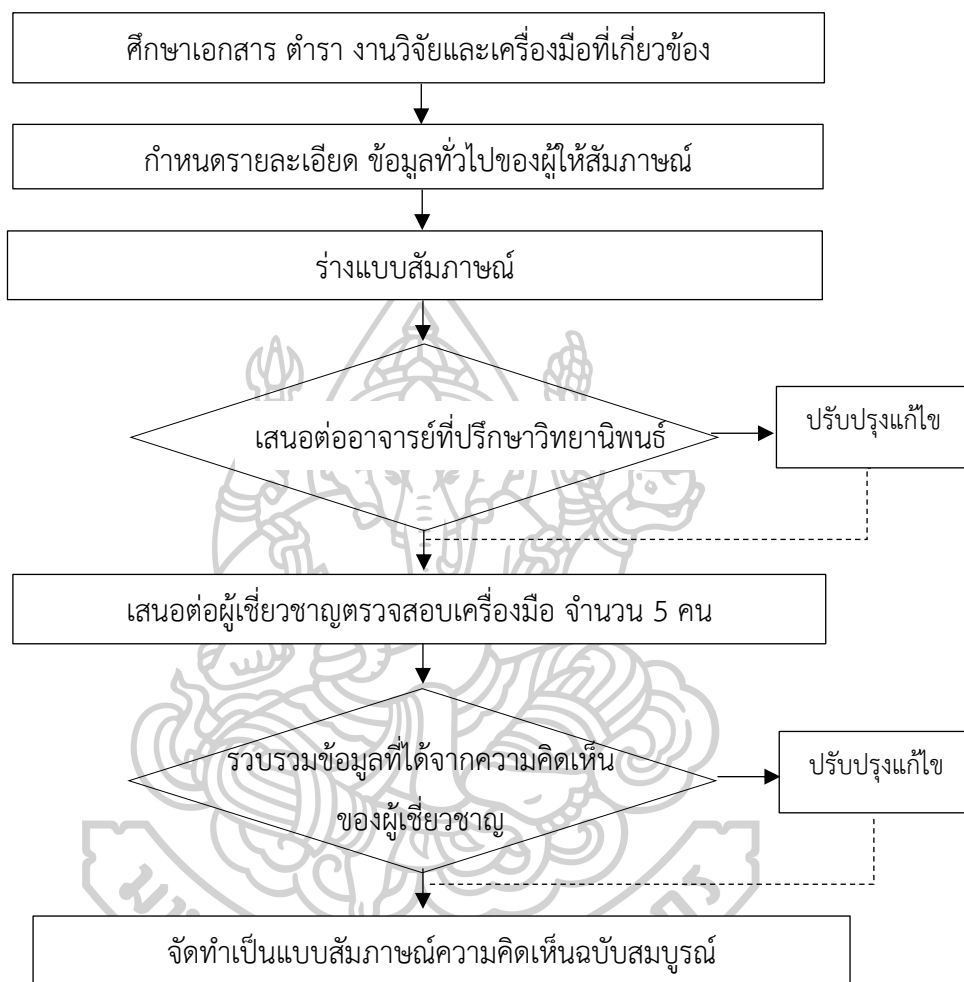 ศึกษาเอกสาร ตำรา งานวิจัยและเครื่องมือที่เกี่ยวข้อง
กำหนดรายละเอียด ข้อมูลทั่วไปของผู้ให้สัมภาษณ์
ร่างแบบสัมภาษณ์
เสนอต่ออาจารย์ที่ปรึกษาวิทยานิพนธ์
ปรับปรุงแก้ไข
เสนอต่อผู้เชี่ยวชาญตรวจสอบเครื่องมือ จำนวน 5 คน
รวบรวมข้อมูลที่ได้จากความคิดเห็น
ของผู้เชี่ยวชาญ
ปรับปรุงแก้ไข
จัดทำเป็นแบบสัมภาษณ์ความคิดเห็นฉบับสมบูรณ์